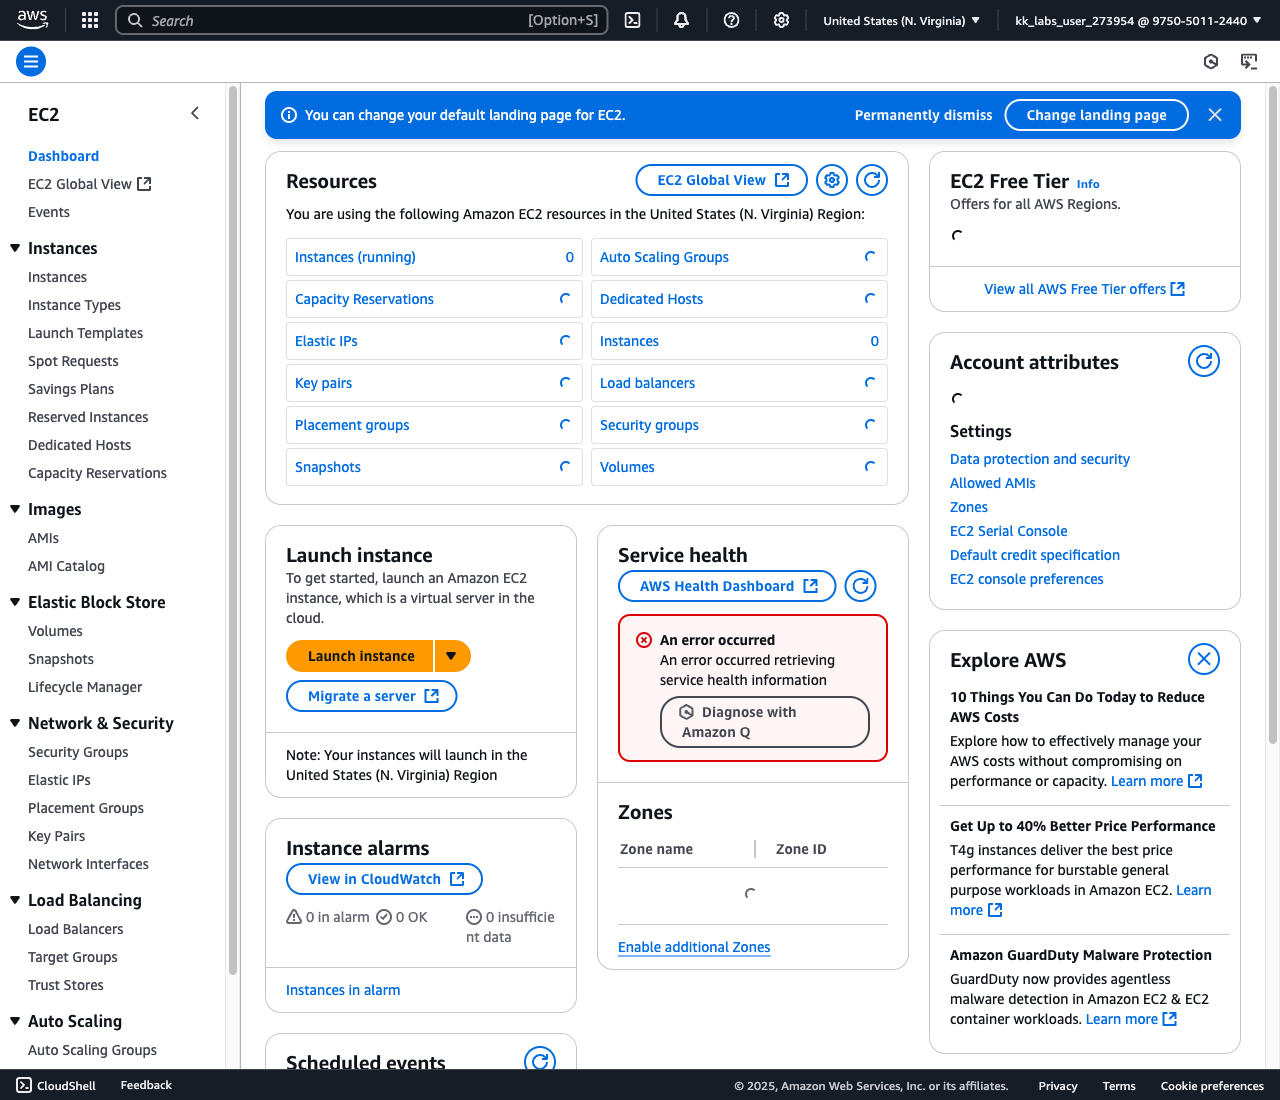 aws
Search
[Option+S]
United States (N. Virginia)
kk_labs_user_273954 @ 9750-5011-2440
EC2
Dashboard
EC2 Global View
Events
Instances
Instances
Instance Types
Launch Templates
Spot Requests
Savings Plans
Reserved Instances
Dedicated Hosts
Capacity Reservations
Images
AMIs
AMI Catalog
Elastic Block Store
Volumes
Snapshots
Lifecycle Manager
Network & Security
Security Groups
Elastic IPs
Placement Groups
Key Pairs
Network Interfaces
Load Balancing
Load Balancers
Target Groups
Trust Stores
Auto Scaling
Auto Scaling Groups
You can change your default landing page for EC2.
Permanently dismiss
Change landing page
Resources
EC2 Global View
You are using the following Amazon EC2 resources in the United States (N. Virginia) Region:
Instances (running) 0
Auto Scaling Groups
Capacity Reservations
Dedicated Hosts
Elastic IPs
Instances 0
Key pairs
Load balancers
Placement groups
Security groups
Snapshots
Volumes
Launch instance
To get started, launch an Amazon EC2
instance, which is a virtual server in the
cloud.
Launch instance
Migrate a server
Note: Your instances will launch in the
United States (N. Virginia) Region
Instance alarms
View in CloudWatch
0 in alarm
0 OK
0 insufficie
nt data
Instances in alarm
Scheduled events
Service health
AWS Health Dashboard
An error occurred
An error occurred retrieving
service health information
Diagnose with
Amazon Q
Zones
Zone name
Zone ID
Enable additional Zones
EC2 Free Tier Info
Offers for all AWS Regions.
View all AWS Free Tier offers
Account attributes
Settings
Data protection and security
Allowed AMIs
Zones
EC2 Serial Console
Default credit specification
EC2 console preferences
Explore AWS
10 Things You Can Do Today to Reduce
AWS Costs
Explore how to effectively manage your
AWS costs without compromising on
performance or capacity. Learn more
Get Up to 40% Better Price Performance
T4g instances deliver the best price
performance for burstable general
purpose workloads in Amazon EC2. Learn
more
Amazon GuardDuty Malware Protection
GuardDuty now provides agentless
malware detection in Amazon EC2 & EC2
container workloads. Learn more
CloudShell
Feedback
© 2025, Amazon Web Services, Inc. or its affiliates.
Privacy
Terms
Cookie preferences